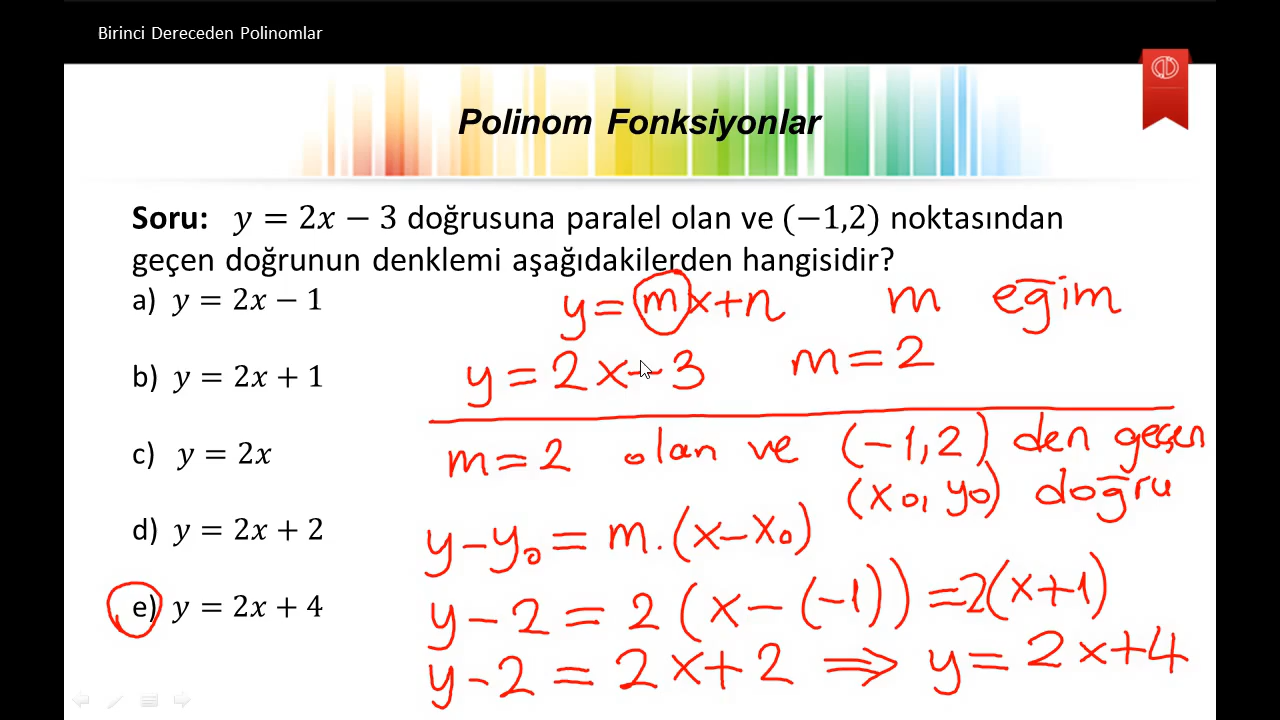 Birinci Dereceden Polinomlar
Polinom Fonksiyonlar
Soru: y = 2x − 3 doğrusuna paralel olan ve (−1,2) noktasından
geçen doğrunun denklemi aşağıdakilerden hangisidir?
a) y = 2x − 1
b) y = 2x + 1
c) y = 2x
d) y = 2x + 2
e) y = 2x + 4
y = mx+n m eğim
y = 2x−3 m = 2
m = 2 olan ve (−1,2) den geçen
(x0, y0) doğru
y−y0 = m.(x−x0)
y−2 = 2(x−(−1)) =2(x+1)
y−2 = 2x+2 ⇒ y = 2x+4